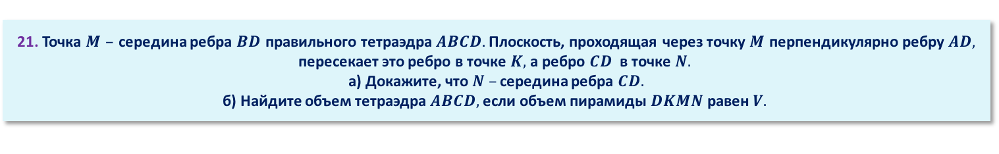 21. Точка M – середина ребра BD правильного тетраэдра ABCD. Плоскость, проходящая через точку M перпендикулярно ребру AD,
пересекает это ребро в точке K, а ребро CD в точке N.
а) Докажите, что N – середина ребра CD.
б) Найдите объем тетраэдра ABCD, если объем пирамиды DKMN равен V.